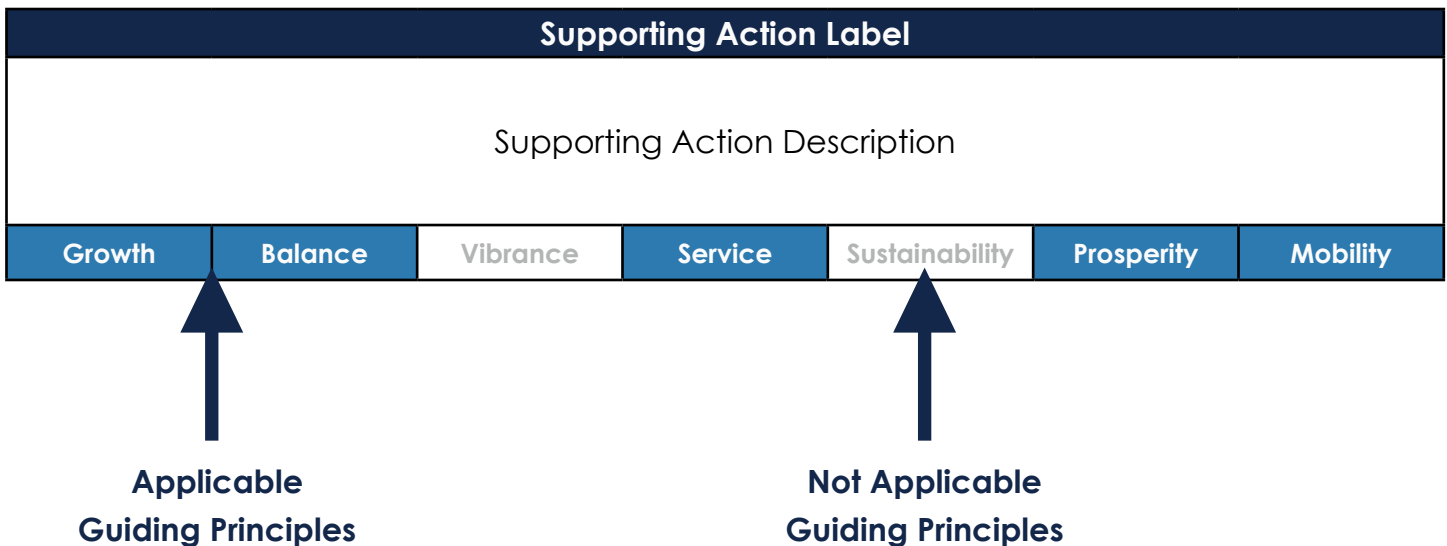 Supporting Action Label
Supporting Action Description
Growth Balance Vibrance Service Sustainability Prosperity Mobility
Applicable
Guiding Principles
Not Applicable
Guiding Principles